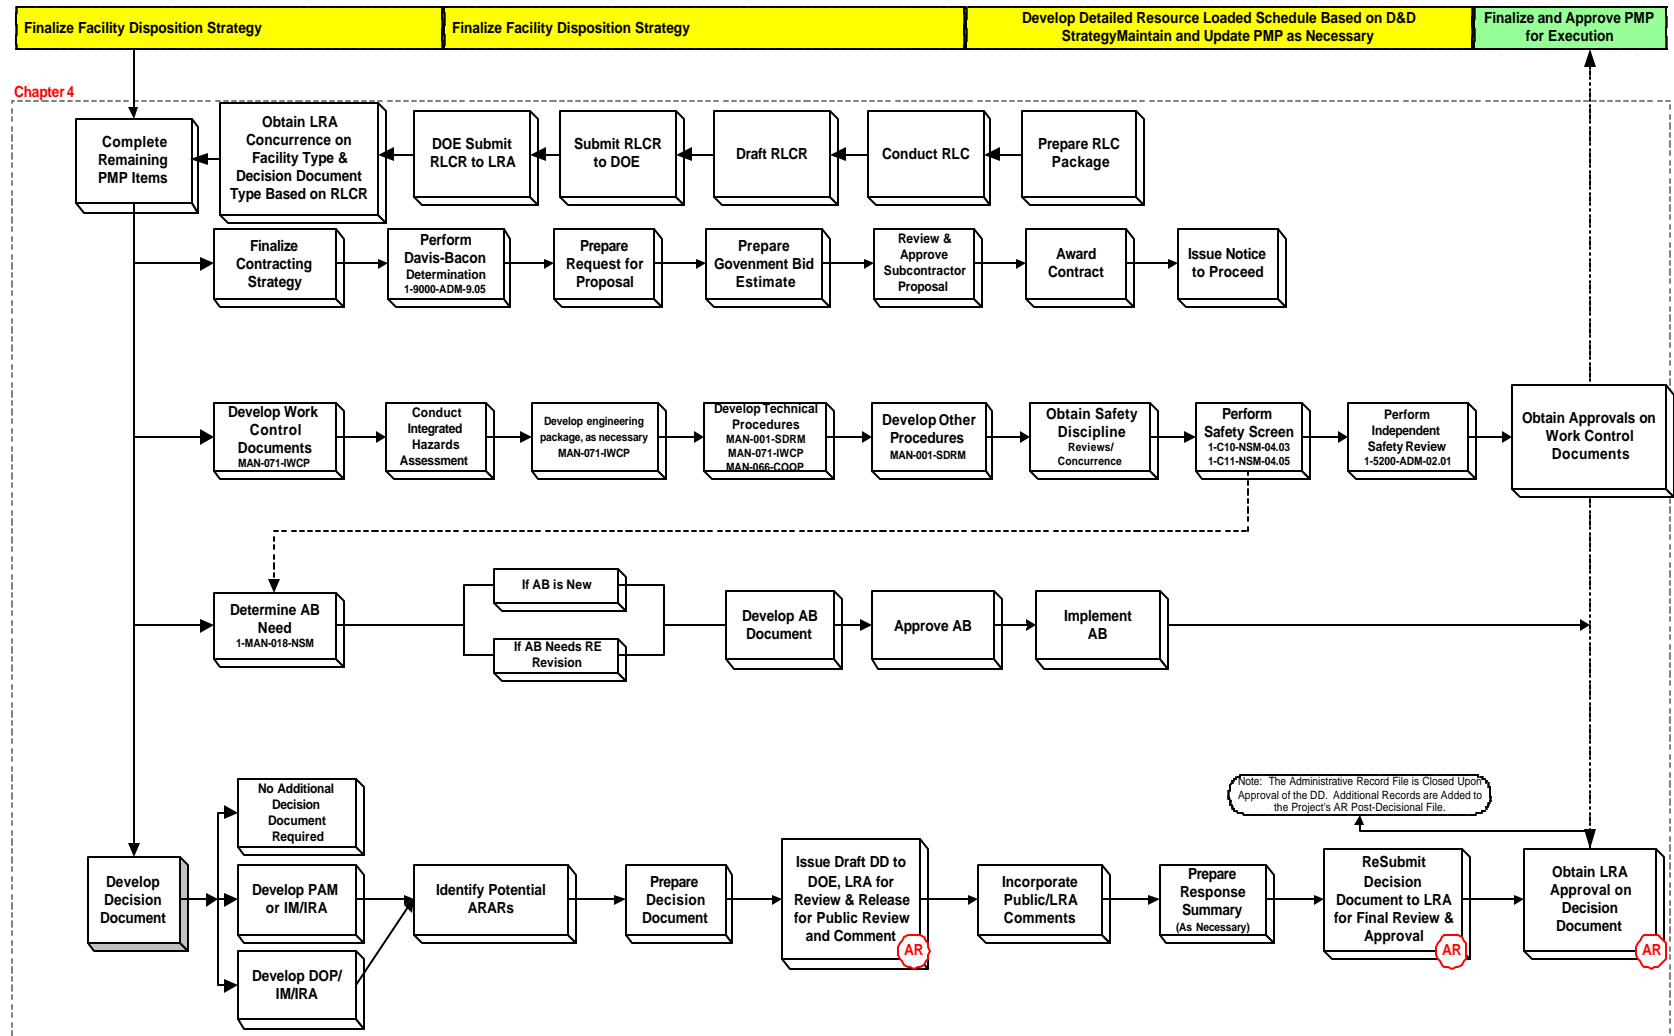 Finalize Facility Disposition Strategy
Finalize Facility Disposition Strategy
Develop Detailed Resource Loaded Schedule Based on D&D
StrategyMaintain and Update PMP as Necessary
Finalize and Approve PMP
for Execution
Chapter 4
Complete
Remaining
PMP Items
Obtain LRA
Concurrence on
Facility Type &
Decision Document
Type Based on RLCR
DOE Submit
RLCR to LRA
Submit RLCR
to DOE
Draft RLCR
Conduct RLC
Prepare RLC
Package
Finalize
Contracting
Strategy
Perform
Davis-Bacon
Determination
1-9000-ADM-9.05
Prepare
Request for
Proposal
Prepare
Govenment Bid
Estimate
Review &
Approve
Subcontractor
Proposal
Award
Contract
Issue Notice
to Proceed
Develop Work
Control
Documents
MAN-071-IWCP
Conduct
Integrated
Hazards
Assessment
Develop engineering
package, as necessary
MAN-071-IWCP
Develop Technical
Procedures
MAN-001-SDRM
MAN-071-IWCP
MAN-066-COOP
Develop Other
Procedures
MAN-001-SDRM
Obtain Safety
Discipline
Reviews/
Concurrence
Perform
Safety Screen
1-C10-NSM-04.03
1-C11-NSM-04.05
Perform
Independent
Safety Review
1-5200-ADM-02.01
Obtain Approvals on
Work Control
Documents
Determine AB
Need
1-MAN-018-NSM
If AB is New
If AB Needs RE
Revision
Develop AB
Document
Approve AB
Implement
AB
Note: The Administrative Record File is Closed Upon
Approval of the DD. Additional Records are Added to
the Project's AR Post-Decisional File.
Develop
Decision
Document
No Additional
Decision
Document
Required
Develop PAM
or IM/IRA
Develop DOP/
IM/IRA
Identify Potential
ARARs
Prepare
Decision
Document
Issue Draft DD to
DOE, LRA for
Review & Release
for Public Review
and Comment
AR
Incorporate
Public/LRA
Comments
Prepare
Response
Summary
(As Necessary)
ReSubmit
Decision
Document to LRA
for Final Review &
Approval
AR
Obtain LRA
Approval on
Decision
Document
AR